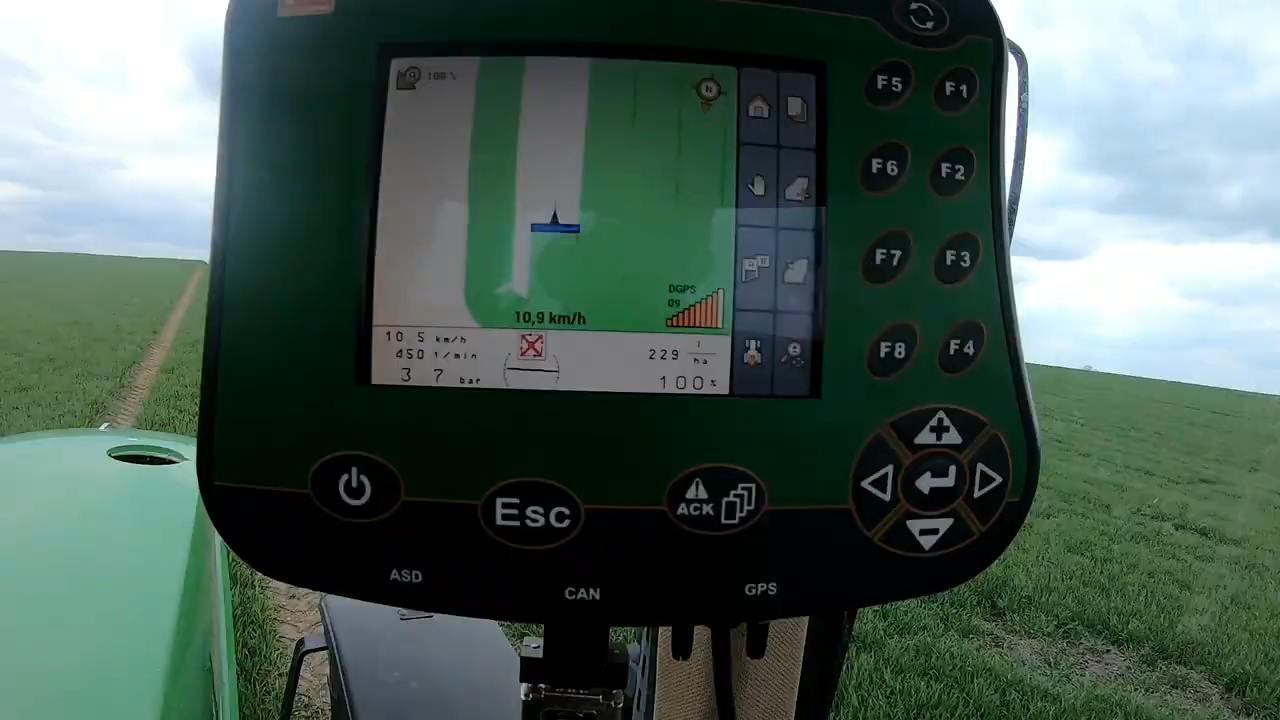 100 %
N
F5
F1
F6
F2
DGPS
09
F7
F3
10,9 km/h
10 5 km/h
450 1/min
3 7 bar
229 l/ha
100 %
F8
F4
Esc
ACK
ASD
CAN
GPS